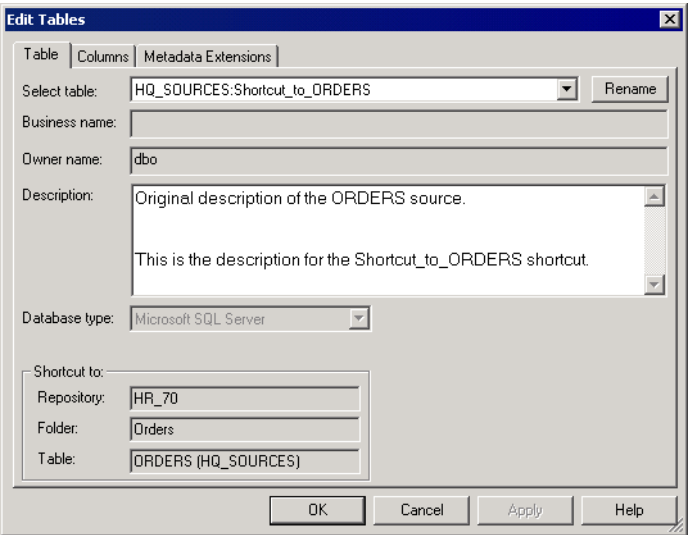 Edit Tables
Table Columns Metadata Extensions
Select table: HQ_SOURCES:Shortcut_to_ORDERS Rename
Business name:
Owner name: dbo
Description: Original description of the ORDERS source.
This is the description for the Shortcut_to_ORDERS shortcut.
Database type: Microsoft SQL Server
Shortcut to:
Repository: HR_70
Folder: Orders
Table: ORDERS (HQ_SOURCES)
OK Cancel Apply Help